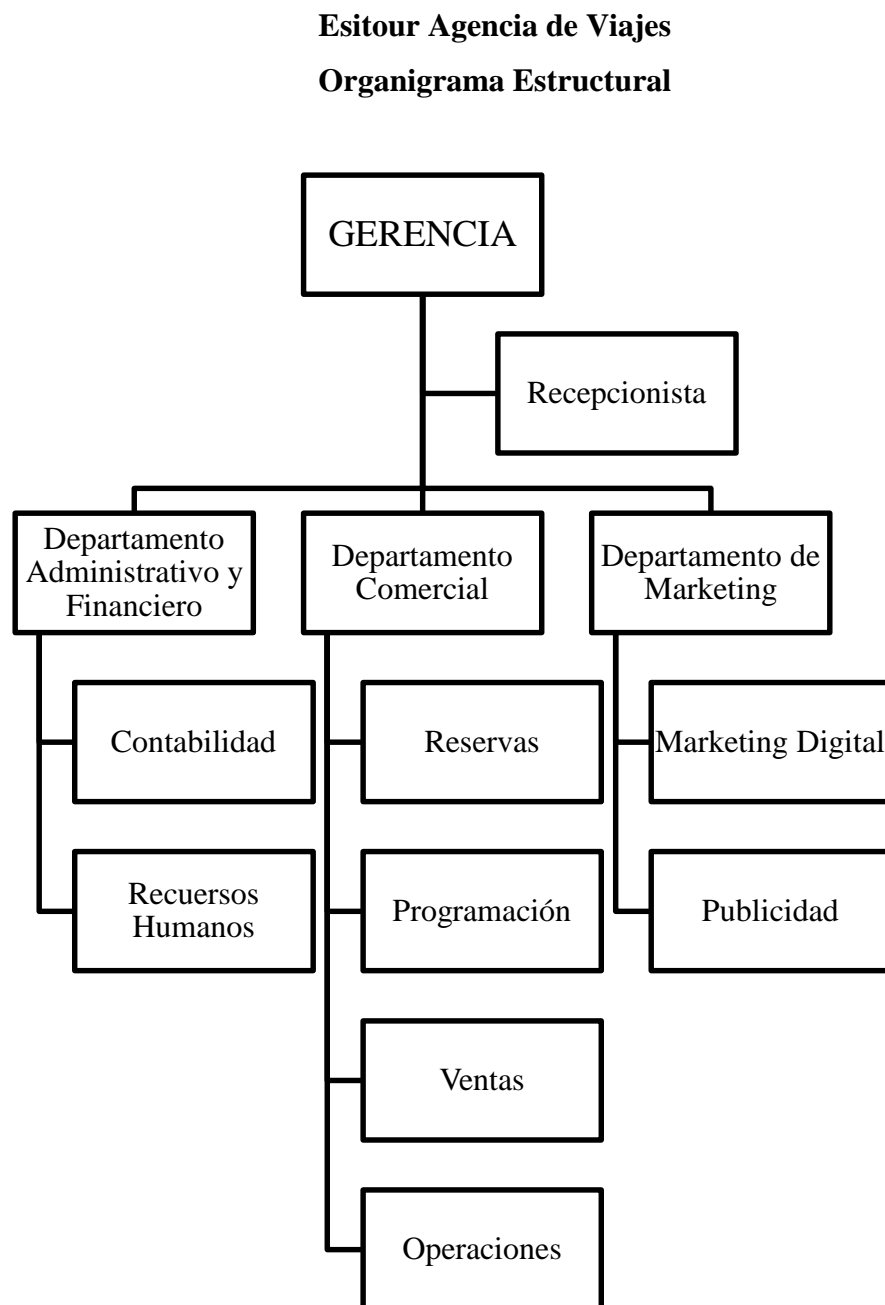 Esitour Agencia de Viajes
Organigrama Estructural
GERENCIA
Recepcionista
Departamento
Administrativo y
Financiero
Departamento
Comercial
Departamento de
Marketing
Contabilidad
Reservas
Marketing Digital
Recuersos
Humanos
Programación
Publicidad
Ventas
Operaciones